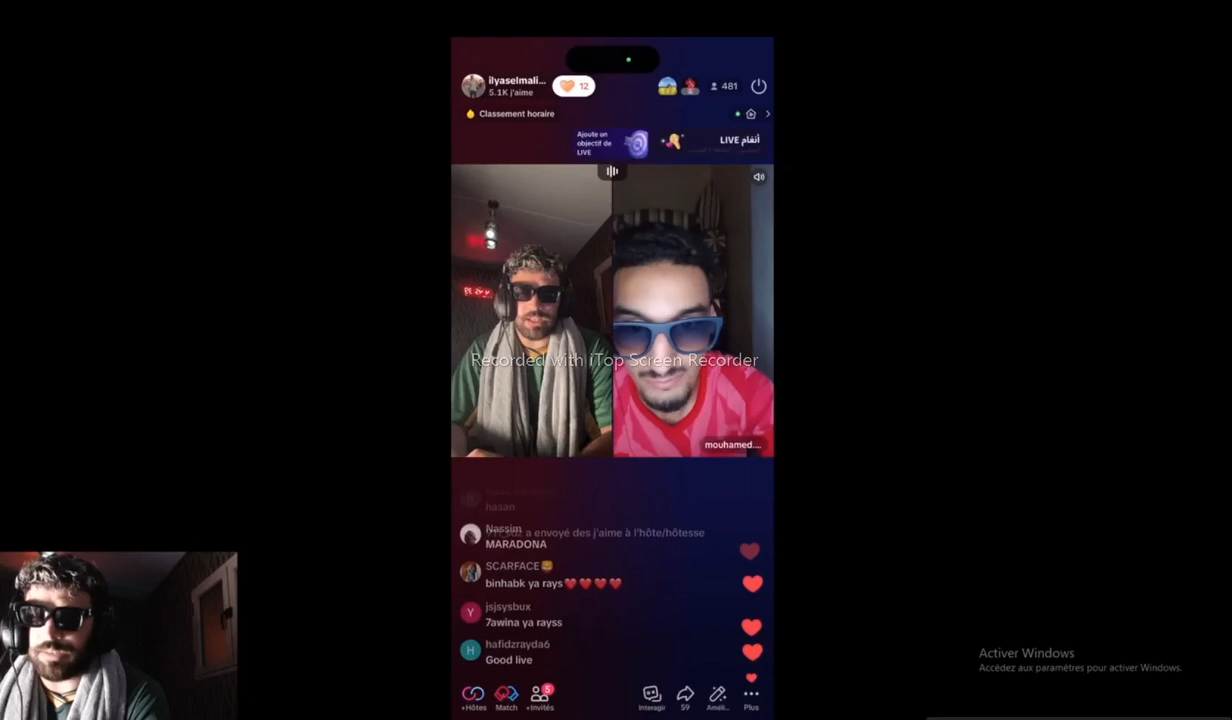 ilyaselmali...
5.1K j'aime
12
481
Classement horaire
Ajoute un
objectif de
LIVE
أنغام LIVE
Recorded with iTop Screen Recorder
mouhamed....
hasan
Nassim
a envoyé des j'aime à l'hôte/hôtesse
MARADONA
SCARFACE
binhabk ya rays❤❤❤❤
Y
jsjsysbux
7awina ya rayss
H
hafidzrayda6
Good live
5
+Hôtes
Match
+Invités
Interagir
59
Améli...
Plus
Activer Windows
Accédez aux paramètres pour activer Windows.